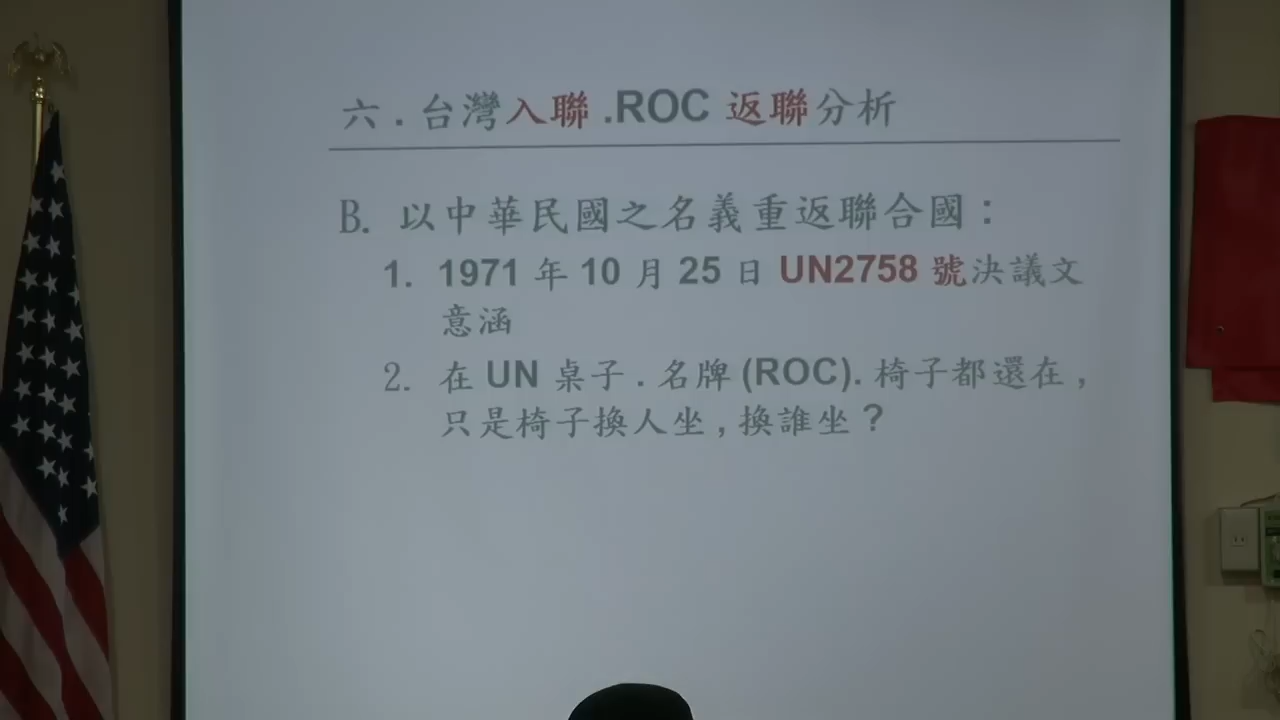 六.台灣入聯.ROC 返聯分析
B. 以中華民國之名義重返聯合國：
1. 1971 年 10 月 25 日 UN2758 號決議文
意涵
2. 在 UN 桌子.名牌(ROC).椅子都還在，
只是椅子換人坐,換誰坐？